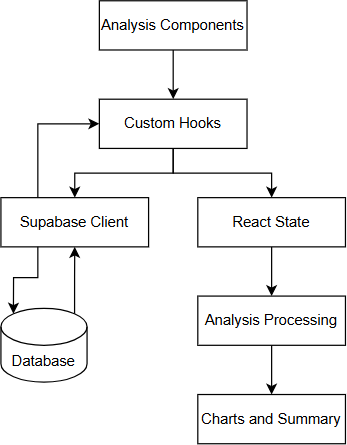 Analysis Components
Custom Hooks
Supabase Client
React State
Analysis Processing
Database
Charts and Summary